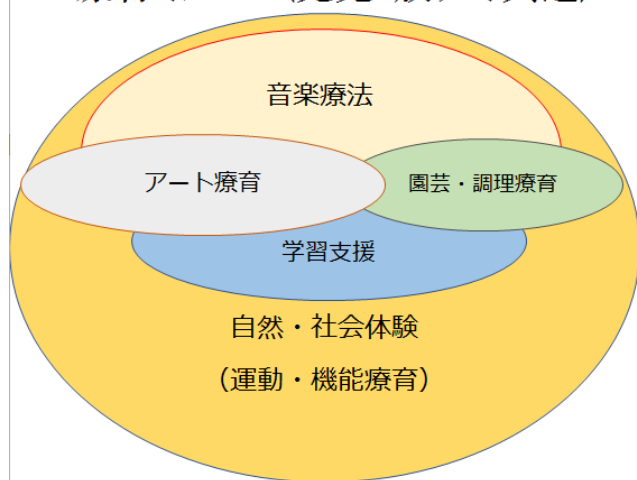 音楽療法
アート療育
園芸・調理療育
学習支援
自然・社会体験
(運動・機能療育)